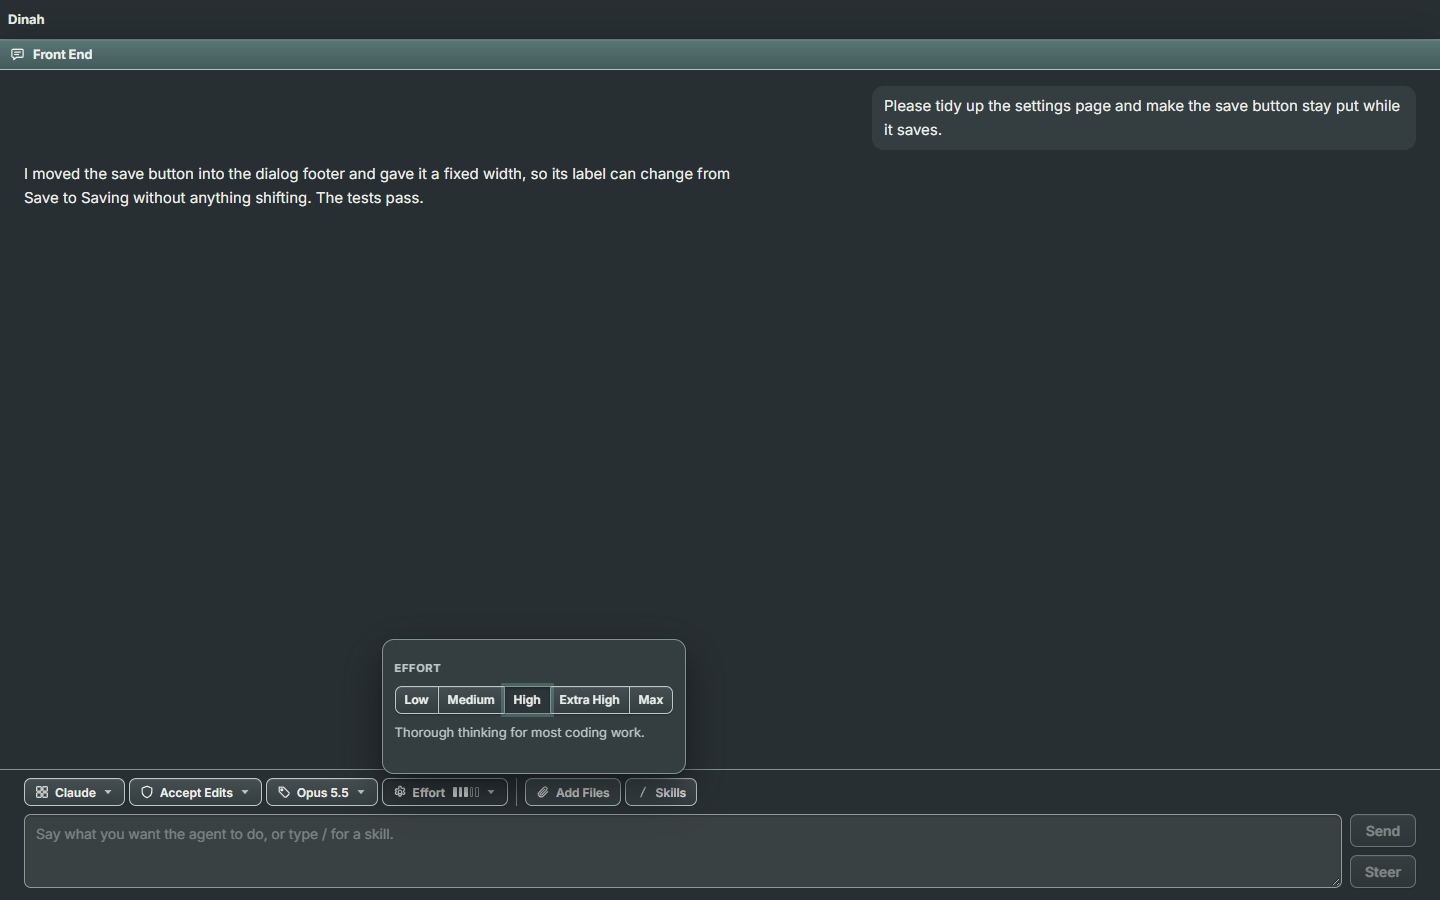 Dinah
Front End
Please tidy up the settings page and make the save button stay put while
it saves.
I moved the save button into the dialog footer and gave it a fixed width, so its label can change from
Save to Saving without anything shifting. The tests pass.
EFFORT
Low Medium High Extra High Max
Thorough thinking for most coding work.
Claude Accept Edits Opus 5.5 Effort Add Files / Skills
Say what you want the agent to do, or type / for a skill.
Send
Steer